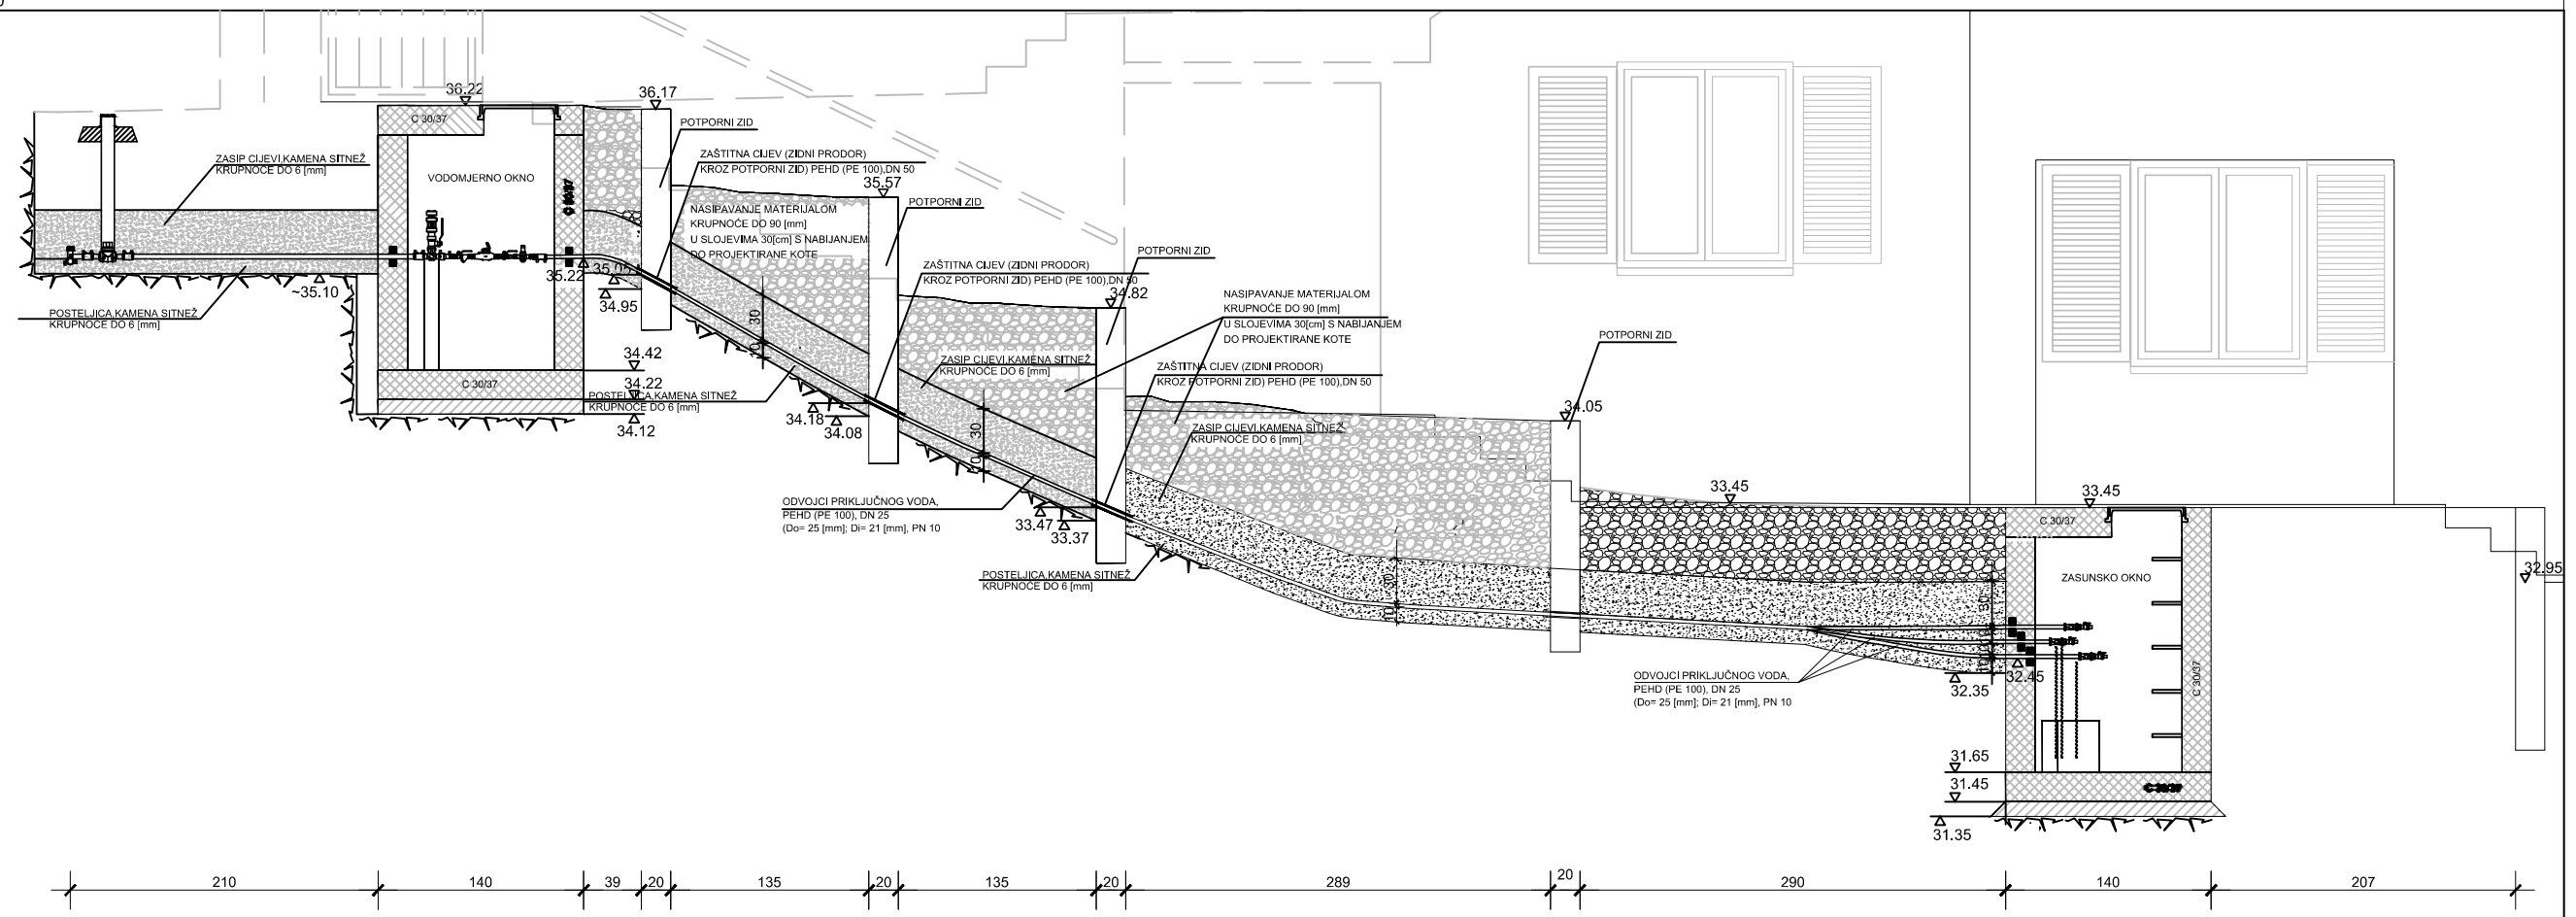 36.22
36.17
C 30/37
POTPORNI ZID
ZASIP CIJEVI,KAMENA SITNEŽ
KRUPNOĆE DO 6 [mm]
ZAŠTITNA CIJEV (ZIDNI PRODOR)
KROZ POTPORNI ZID) PEHD (PE 100),DN 50
VODOMJERNO OKNO
C 30/37
35.57
POTPORNI ZID
NASIPAVANJE MATERIJALOM
KRUPNOĆE DO 90 [mm]
U SLOJEVIMA 30[cm] S NABIJANJEM
DO PROJEKTIRANE KOTE
POTPORNI ZID
ZAŠTITNA CIJEV (ZIDNI PRODOR)
KROZ POTPORNI ZID) PEHD (PE 100),DN 50
35.22
35.05
~35.10
34.95
34.82
NASIPAVANJE MATERIJALOM
KRUPNOĆE DO 90 [mm]
U SLOJEVIMA 30[cm] S NABIJANJEM
DO PROJEKTIRANE KOTE
POSTELJICA,KAMENA SITNEŽ
KRUPNOĆE DO 6 [mm]
30
10
POTPORNI ZID
34.42
34.22
34.12
C 30/37
ZASIP CIJEVI,KAMENA SITNEŽ
KRUPNOĆE DO 6 [mm]
ZAŠTITNA CIJEV (ZIDNI PRODOR)
KROZ POTPORNI ZID) PEHD (PE 100),DN 50
POSTELJICA,KAMENA SITNEŽ
KRUPNOĆE DO 6 [mm]
34.18
34.08
34.05
30
10
ZASIP CIJEVI,KAMENA SITNEŽ
KRUPNOĆE DO 6 [mm]
ODVOJCI PRIKLJUČNOG VODA,
PEHD (PE 100), DN 25
(Do= 25 [mm]; Di= 21 [mm], PN 10
33.47
33.37
33.45
33.45
C 30/37
POSTELJICA,KAMENA SITNEŽ
KRUPNOĆE DO 6 [mm]
30
10
30
ZASUNSKO OKNO
32.95
ODVOJCI PRIKLJUČNOG VODA,
PEHD (PE 100), DN 25
(Do= 25 [mm]; Di= 21 [mm], PN 10
32.45
32.35
C 30/37
31.65
31.45
C 30/37
31.35
210 140 39 20 135 20 135 20 289 20 290 140 207